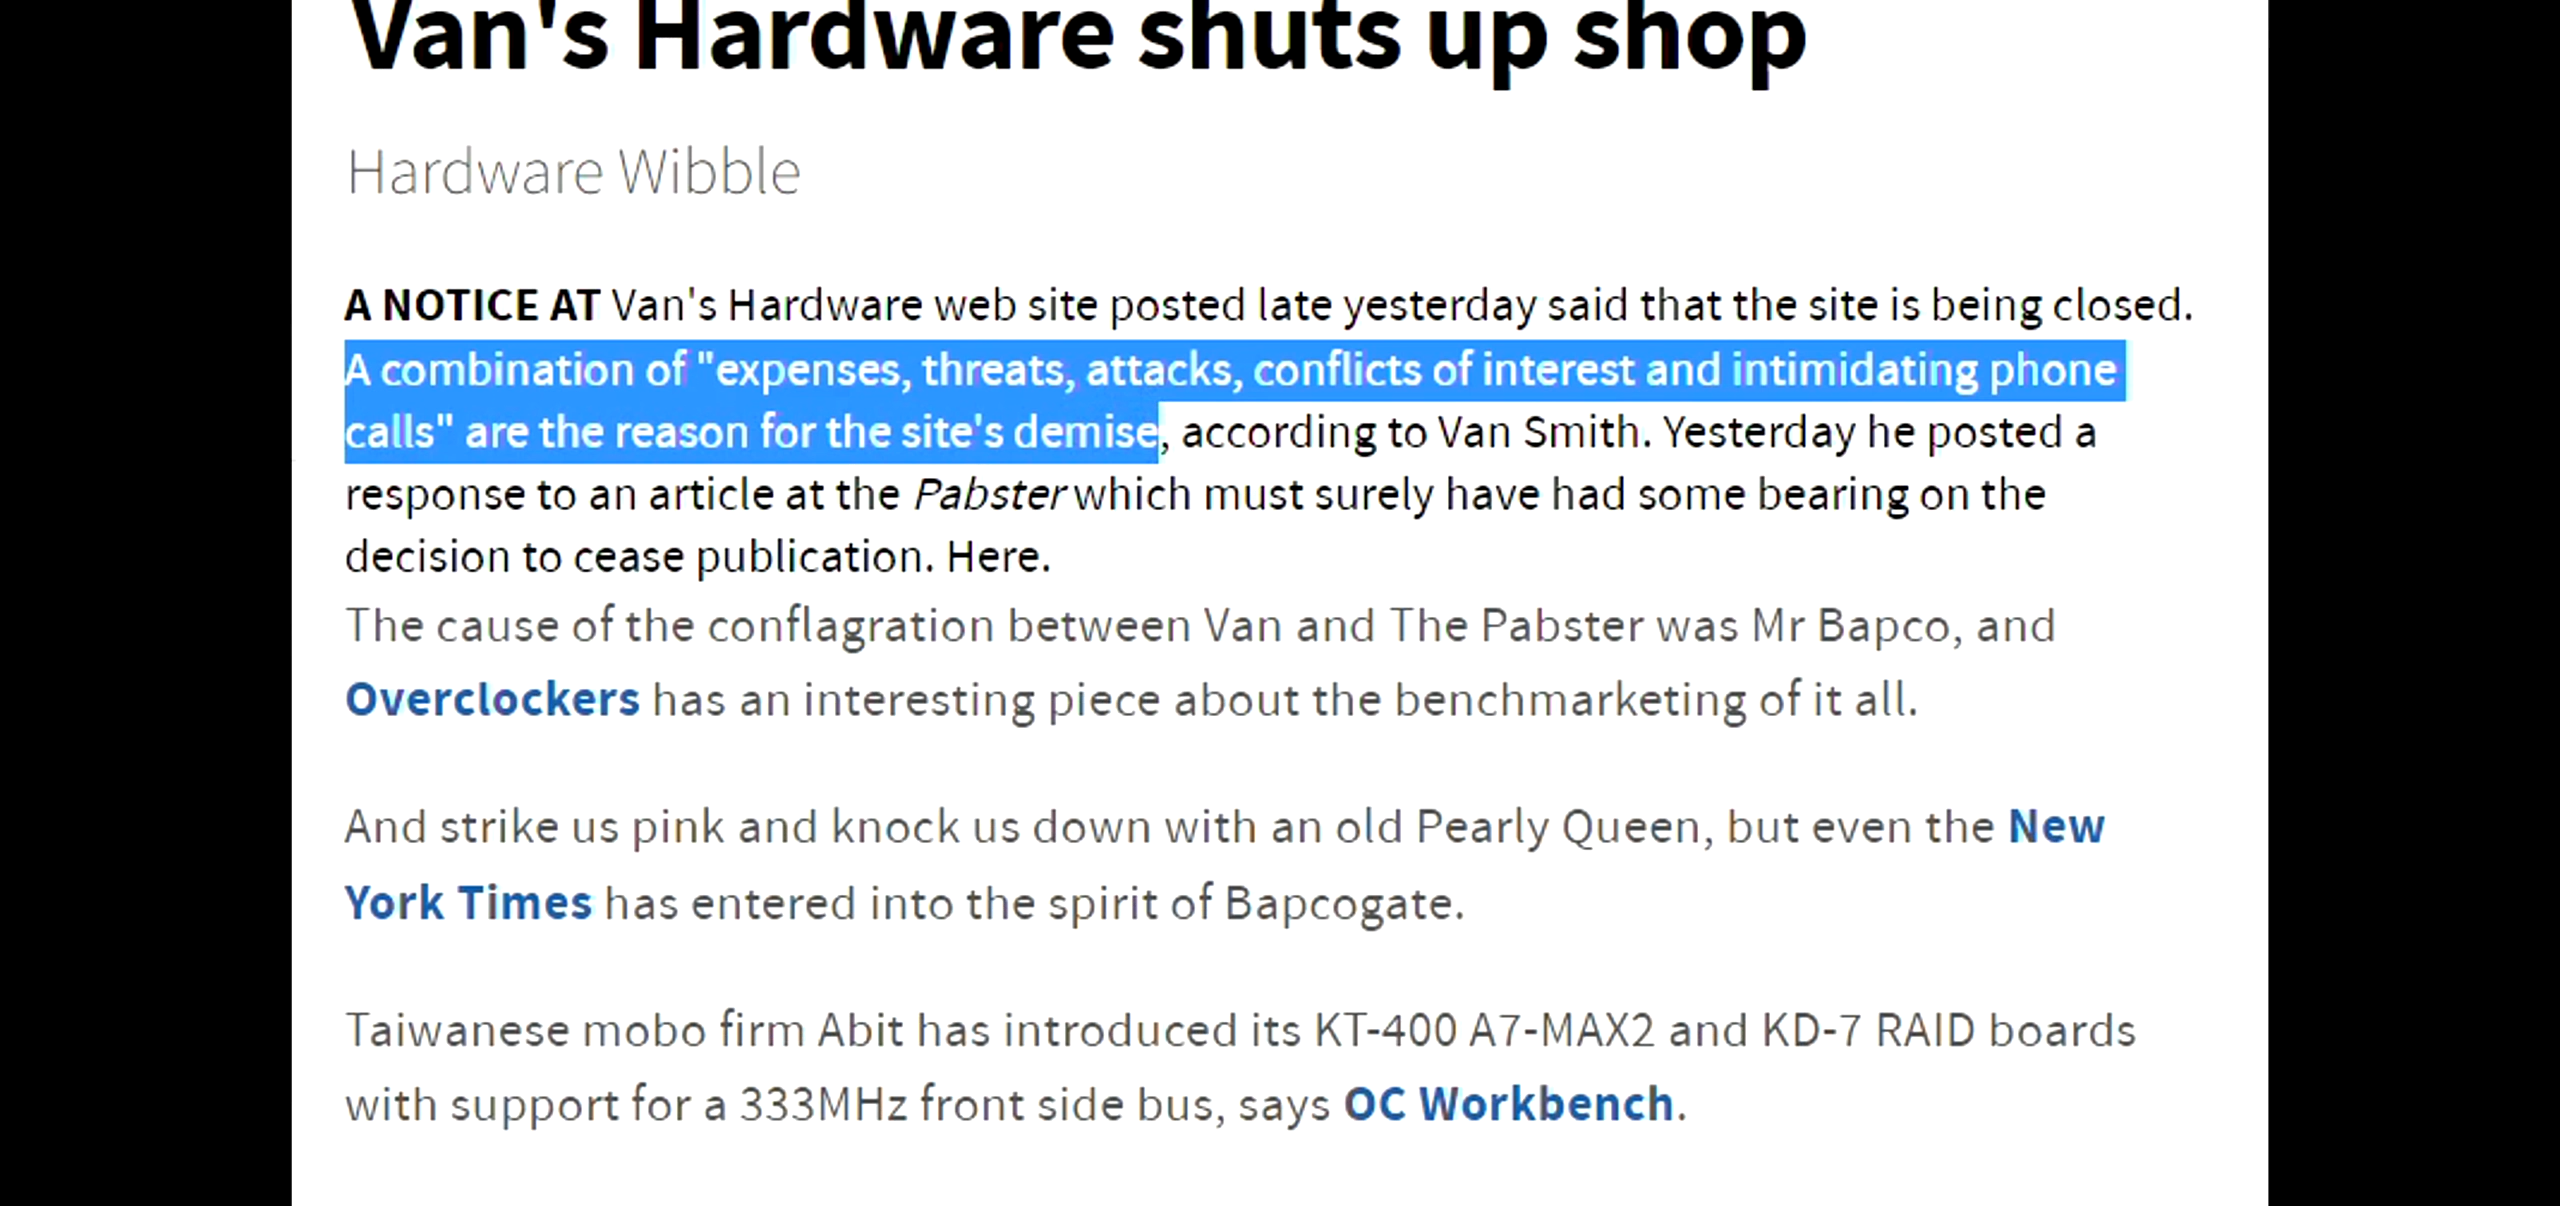 Van's Hardware shuts up shop
Hardware Wibble
A NOTICE AT Van's Hardware web site posted late yesterday said that the site is being closed.
A combination of "expenses, threats, attacks, conflicts of interest and intimidating phone
calls" are the reason for the site's demise, according to Van Smith. Yesterday he posted a
response to an article at the Pabster which must surely have had some bearing on the
decision to cease publication. Here.
The cause of the conflagration between Van and The Pabster was Mr Bapco, and
Overclockers has an interesting piece about the benchmarketing of it all.
And strike us pink and knock us down with an old Pearly Queen, but even the New
York Times has entered into the spirit of Bapcogate.
Taiwanese mobo firm Abit has introduced its KT-400 A7-MAX2 and KD-7 RAID boards
with support for a 333MHz front side bus, says OC Workbench.